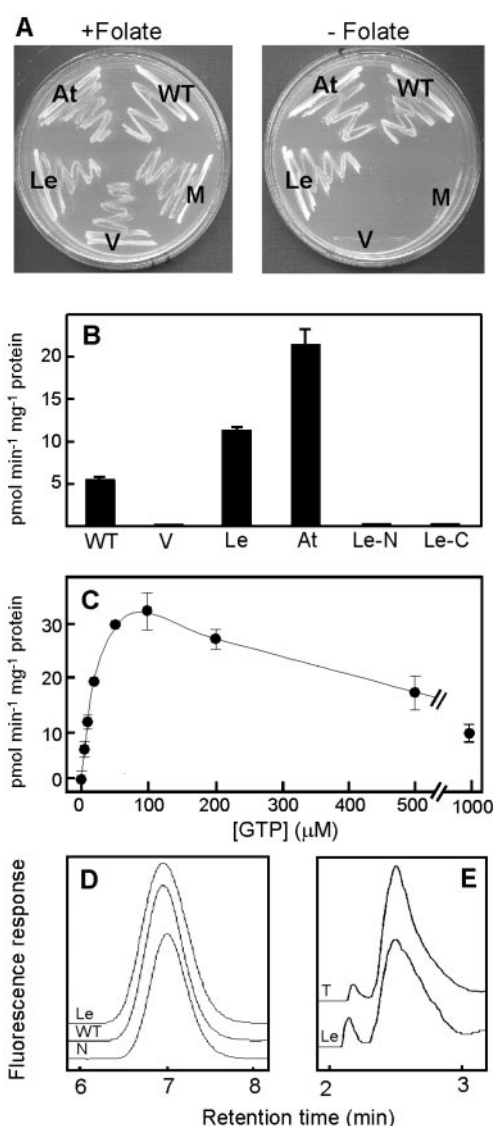 A
+Folate
- Folate
At
WT
Le
M
V
At
WT
Le
M
V
B
pmol min-1 mg-1 protein
20
15
10
5
WT V Le At Le-N Le-C
C
pmol min-1 mg-1 protein
30
20
10
0
0 100 200 300 400 500 1000
[GTP] (µM)
D
E
Fluorescence response
Le
WT
N
T
Le
6 7 8
2 3
Retention time (min)